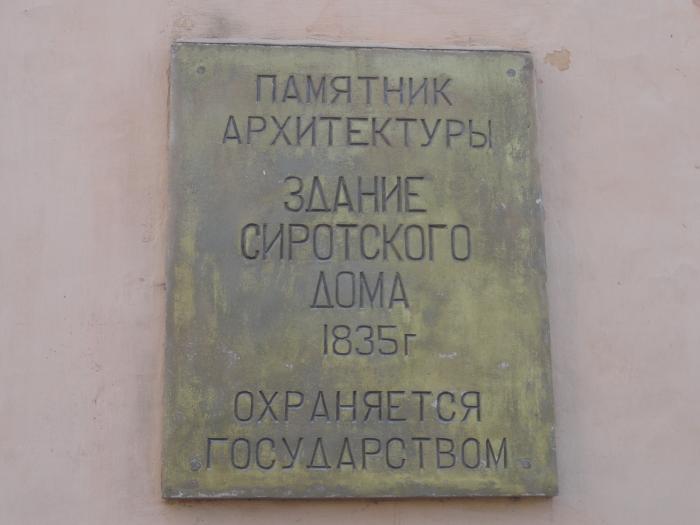 ПАМЯТНИК
АРХИТЕКТУРЫ
ЗДАНИЕ
СИРОТСКОГО
ДОМА
1835г
ОХРАНЯЕТСЯ
ГОСУДАРСТВОМ